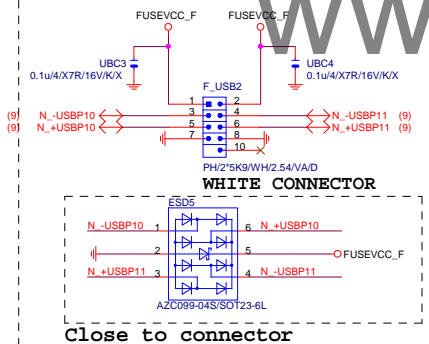 WW
FUSEVCC_F FUSEVCC_F
UBC3 UBC4
0.1u/4/X7R/16V/K/X 0.1u/4/X7R/16V/K/X
F_USB2
1 2
(9) N_-USBP10 3 4 N_-USBP11 (9)
(9) N_+USBP10 5 6 N_+USBP11 (9)
7 8
10
PH/2*5K9/WH/2.54/VA/D
WHITE CONNECTOR
ESD5
N_-USBP10 1 6 N_+USBP10
2 5 FUSEVCC_F
N_+USBP11 3 4 N_-USBP11
AZC099-04S/SOT23-6L
Close to connector